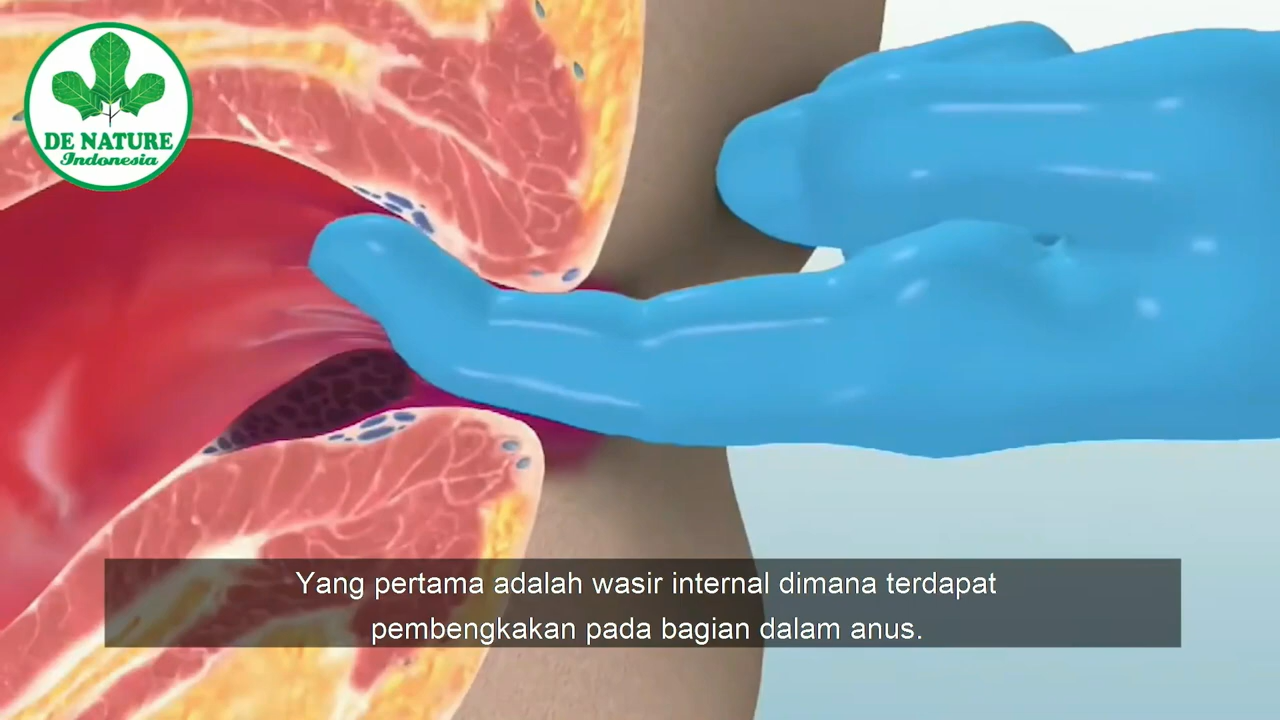 DE NATURE
Indonesia
Yang pertama adalah wasir internal dimana terdapat
pembengkakan pada bagian dalam anus.